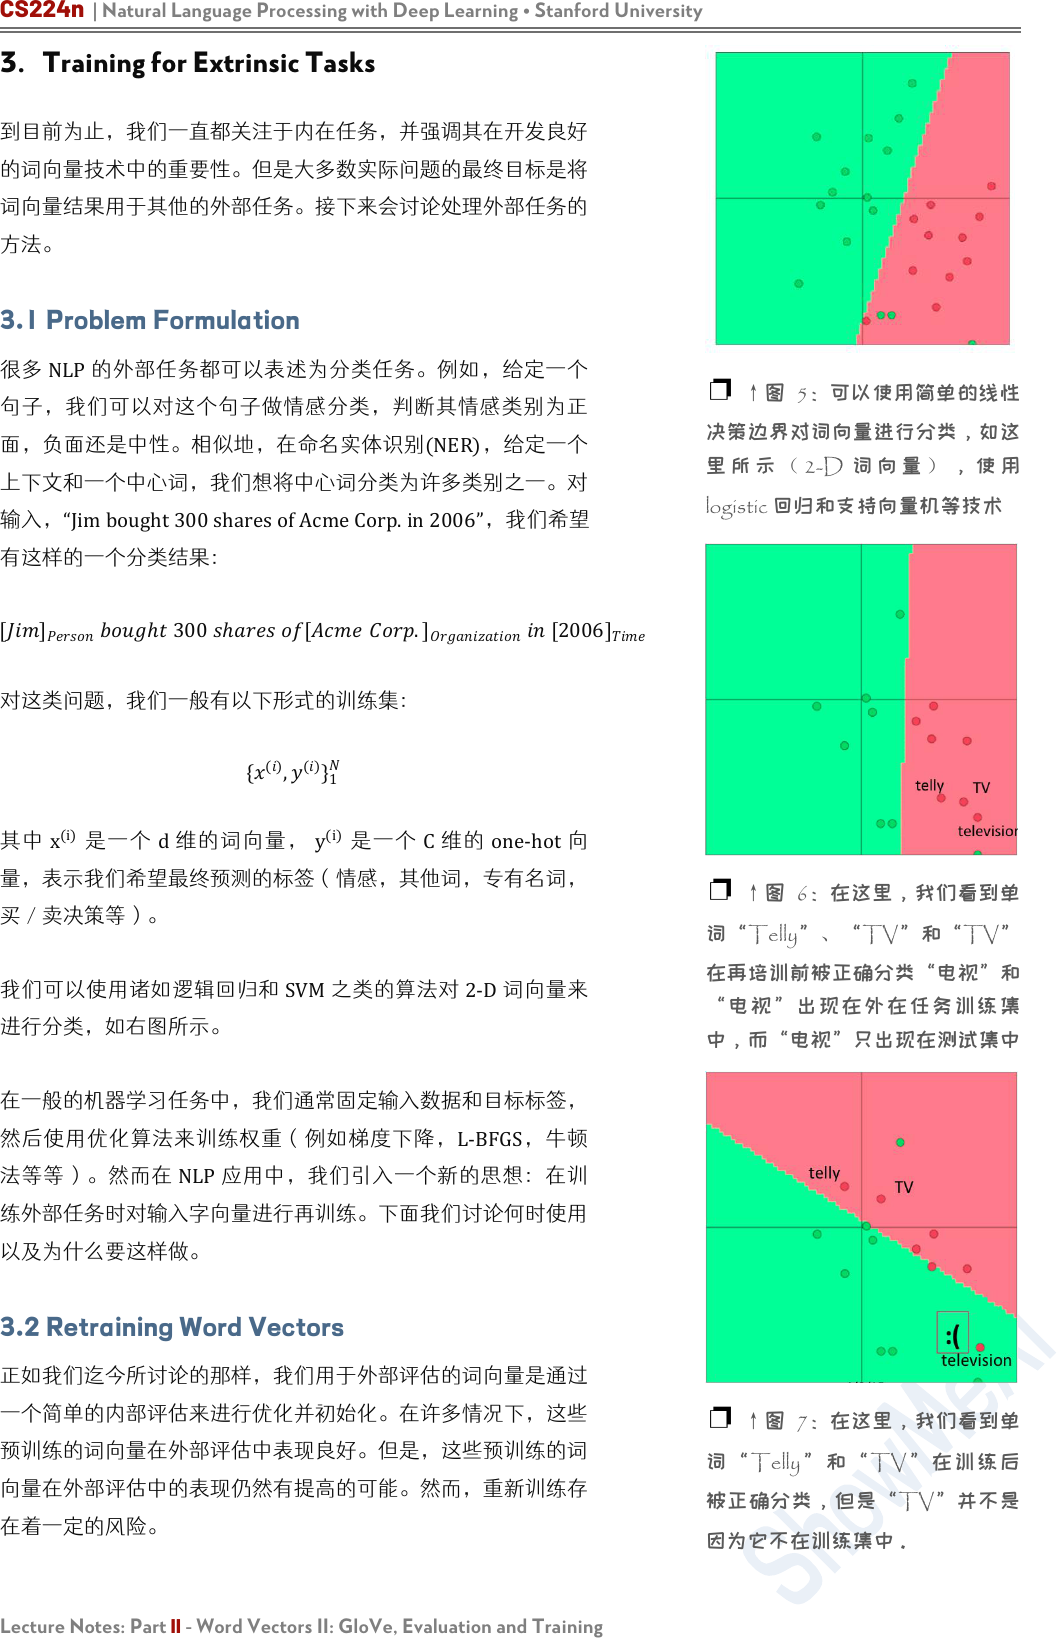 CS224n | Natural Language Processing with Deep Learning • Stanford University
3. Training for Extrinsic Tasks
到目前为止，我们一直都关注于内在任务，并强调其在开发良好
的词向量技术中的重要性。但是大多数实际问题的最终目标是将
词向量结果用于其他的外部任务。接下来会讨论处理外部任务的
方法。
3.1 Problem Formulation
很多 NLP 的外部任务都可以表述为分类任务。例如，给定一个
句子，我们可以对这个句子做情感分类，判断其情感类别为正
面，负面还是中性。相似地，在命名实体识别(NER)，给定一个
上下文和一个中心词，我们想将中心词分类为许多类别之一。对
输入，“Jim bought 300 shares of Acme Corp. in 2006”，我们希望
有这样的一个分类结果：
[Jim]_{Person} bought 300 shares of [Acme Corp.]_{Organization} in [2006]_{Time}
对这类问题，我们一般有以下形式的训练集：
{x^{(i)}, y^{(i)}}_1^N
其中 x^{(i)} 是一个 d 维的词向量， y^{(i)} 是一个 C 维的 one-hot 向
量，表示我们希望最终预测的标签（情感，其他词，专有名词，
买／卖决策等）。
我们可以使用诸如逻辑回归和 SVM 之类的算法对 2-D 词向量来
进行分类，如右图所示。
在一般的机器学习任务中，我们通常固定输入数据和目标标签，
然后使用优化算法来训练权重（例如梯度下降，L-BFGS，牛顿
法等等）。然而在 NLP 应用中，我们引入一个新的思想：在训
练外部任务时对输入字向量进行再训练。下面我们讨论何时使用
以及为什么要这样做。
3.2 Retraining Word Vectors
正如我们迄今所讨论的那样，我们用于外部评估的词向量是通过
一个简单的内部评估来进行优化并初始化。在许多情况下，这些
预训练的词向量在外部评估中表现良好。但是，这些预训练的词
向量在外部评估中的表现仍然有提高的可能。然而，重新训练存
在着一定的风险。
↑图 5：可以使用简单的线性
决策边界对词向量进行分类，如这
里所示（2-D 词向量），使用
logistic 回归和支持向量机等技术
telly
TV
television
↑图 6：在这里，我们看到单
词“Telly”、“TV”和“TV”
在再培训前被正确分类“电视”和
“电视”出现在外在任务训练集
中，而“电视”只出现在测试集中
telly
TV
:(
television
↑图 7：在这里，我们看到单
词“Telly”和“TV”在训练后
被正确分类，但是“TV”并不是
因为它不在训练集中.
ShowMeAI
Lecture Notes: Part II - Word Vectors II: GloVe, Evaluation and Training